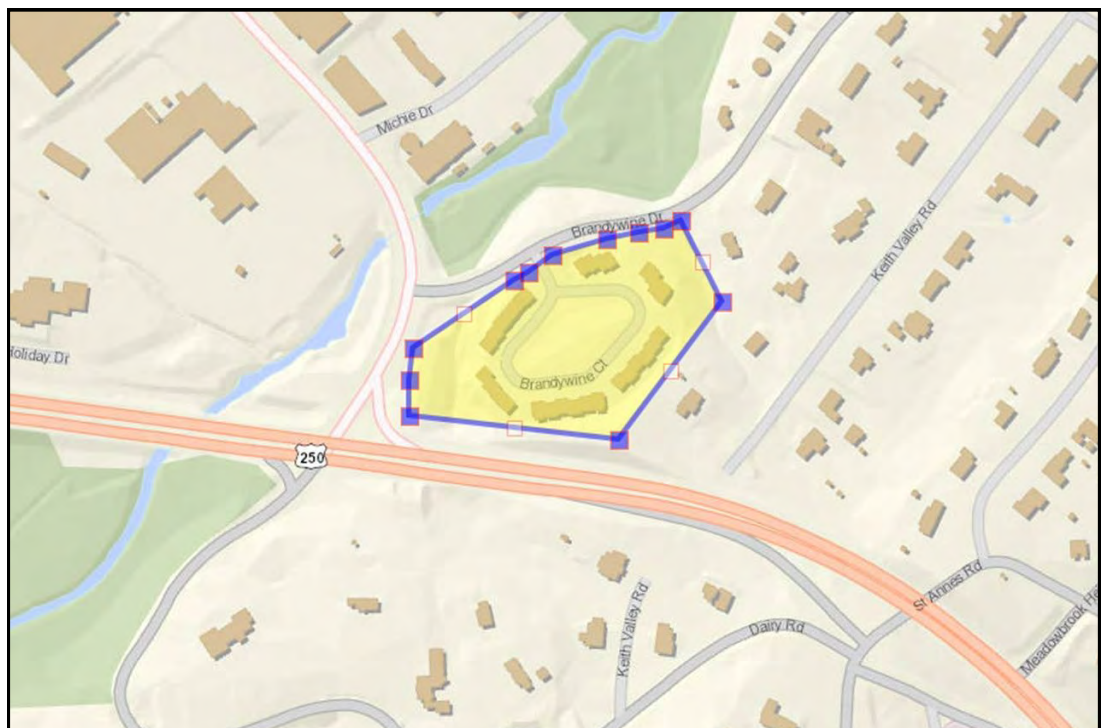 Michie Dr
Brandywine Dr
Keith Valley Rd
Holiday Dr
Brandywine Ct
250
St Annes Rd
Keith Valley Rd
Dairy Rd
Meadowbrook He